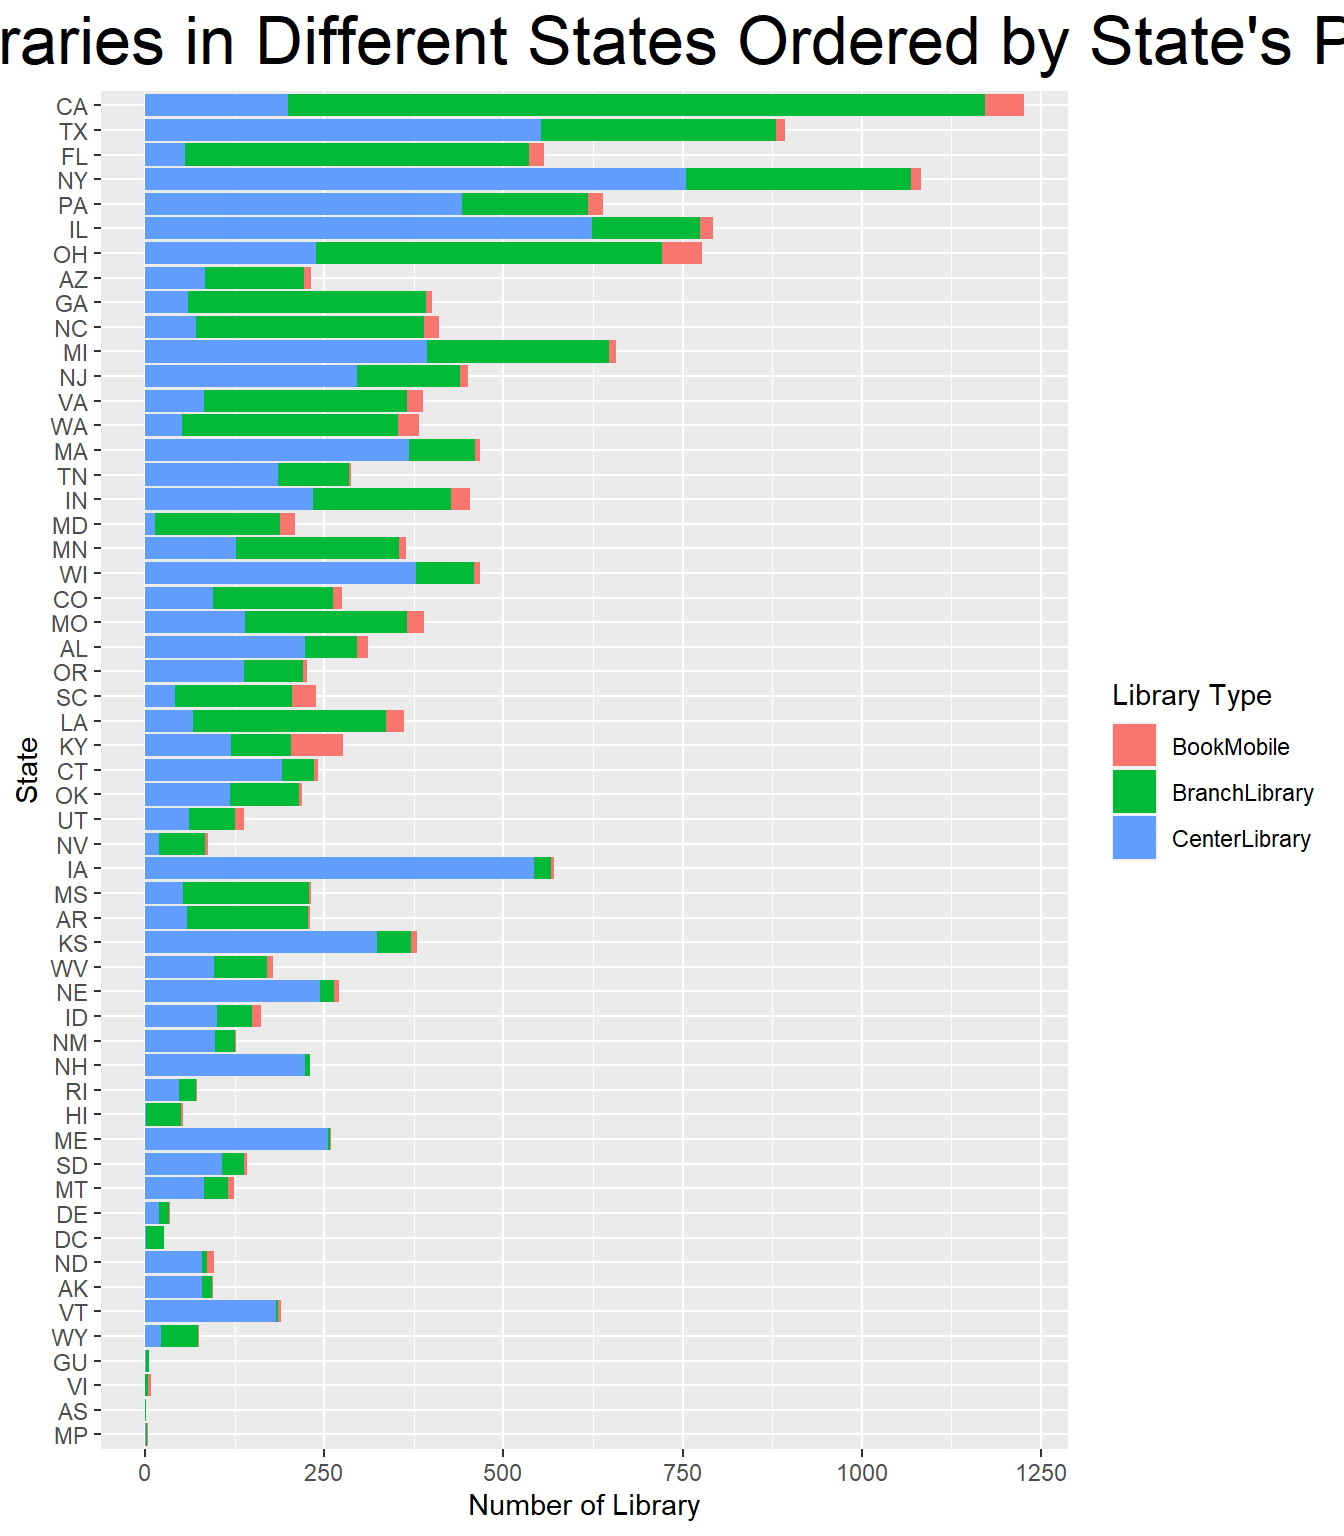 raries in Different States Ordered by State's P
CA
TX
FL
NY
PA
IL
OH
AZ
GA
NC
MI
NJ
VA
WA
MA
TN
IN
MD
MN
WI
CO
MO
AL
OR
SC
LA
KY
CT
OK
UT
NV
IA
MS
AR
KS
WV
NE
ID
NM
NH
RI
HI
ME
SD
MT
DE
DC
ND
AK
VT
WY
GU
VI
AS
MP
State
0 250 500 750 1000 1250
Number of Library
Library Type
BookMobile
BranchLibrary
CenterLibrary